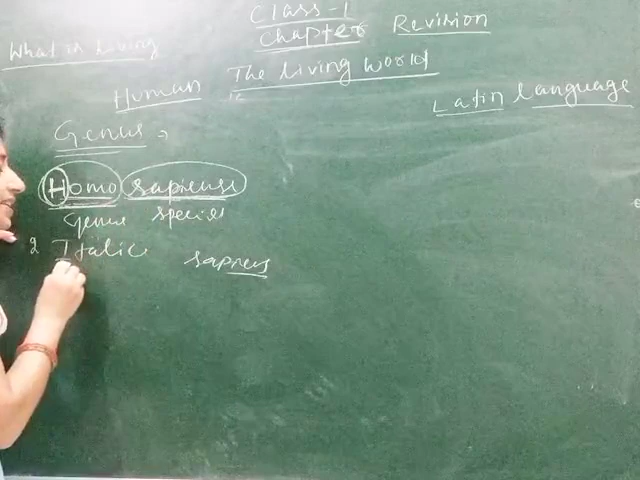 Class-1
Chapter Revision
What is Living
The living World
Human
Latin language
Genus,
Homo sapiense
Genus species
2 Italic sapiens